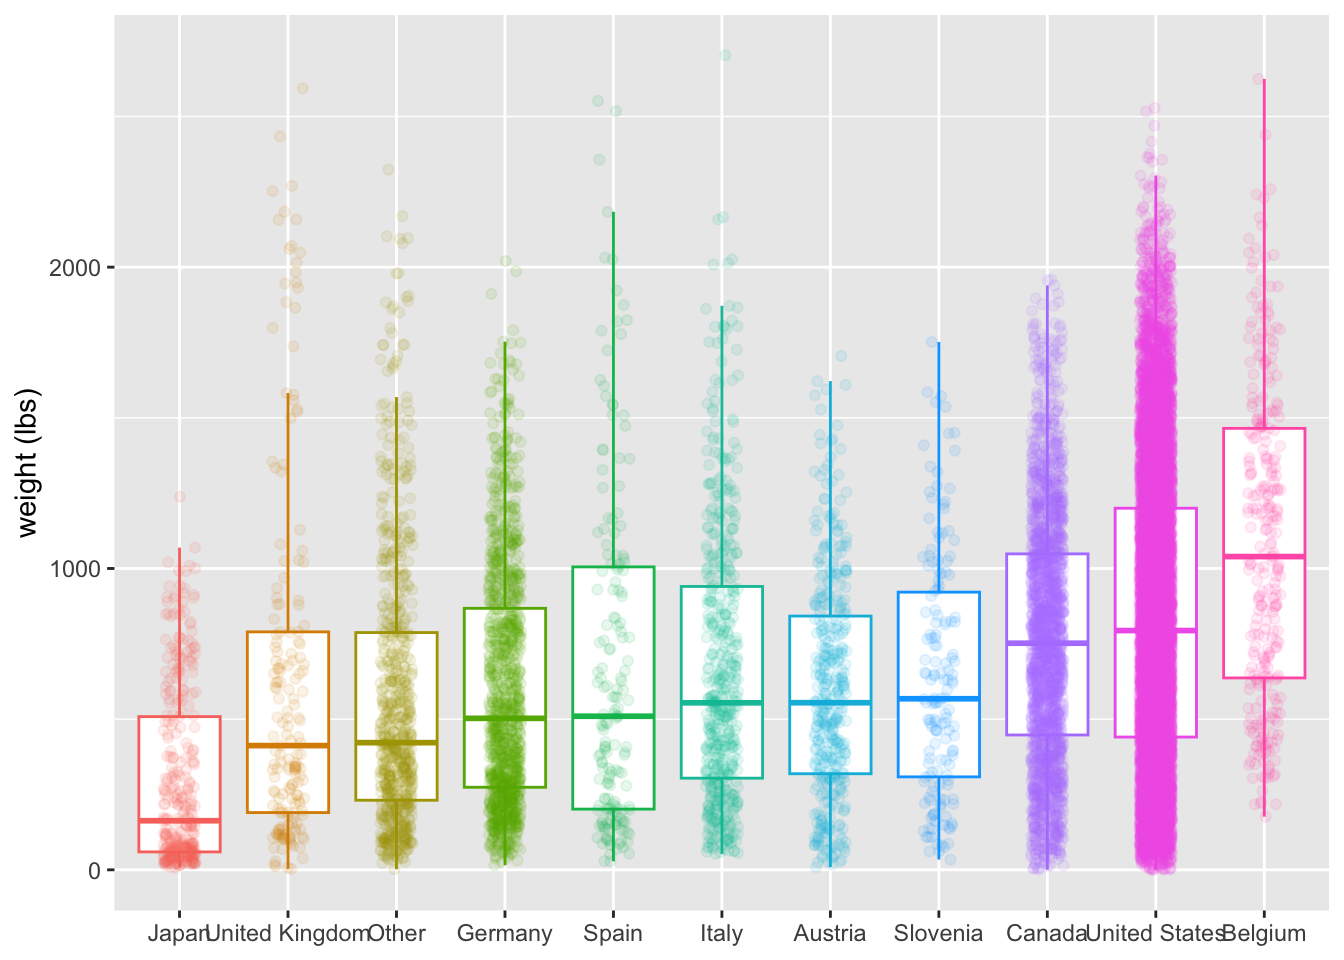 weight (lbs)
2000
1000
0
Japan United Kingdom Other Germany Spain Italy Austria Slovenia Canada United States Belgium